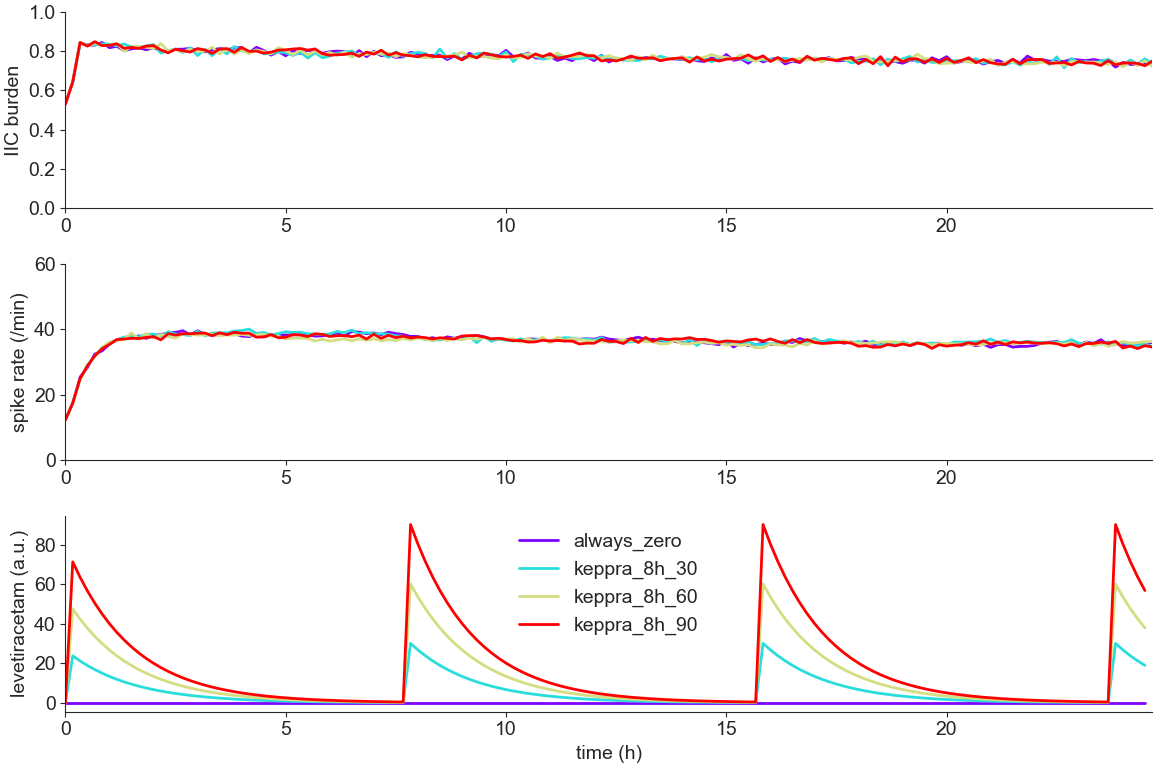 1.0
0.8
0.6
0.4
0.2
0.0
IIC burden
0 5 10 15 20
60
40
20
0
spike rate (/min)
0 5 10 15 20
80
60
40
20
0
levetiracetam (a.u.)
always_zero
keppra_8h_30
keppra_8h_60
keppra_8h_90
0 5 10 15 20
time (h)